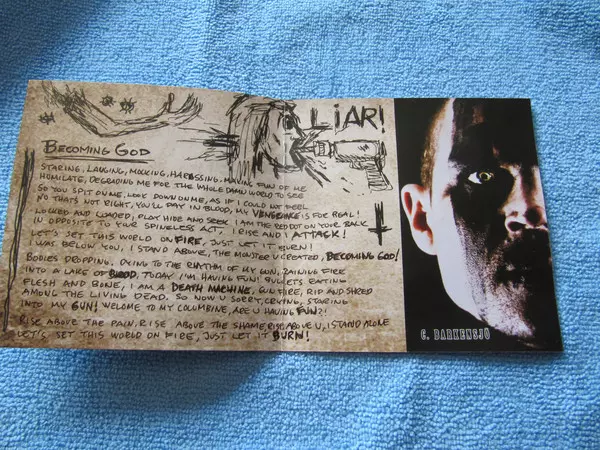 LiAR!
BECOMING GOD
STARING, LAUGING, MOCKING, HARASSING, MAKING FUN OF ME
HUMILATE, DEGRADING ME FOR THE WHOLE DAMN WORLD TO SEE
SO YOU SPIT ON ME, LOOK DOWN ON ME, AS IF I COULD NOT FEEL
NO THATS NOT RIGHT, YOU'LL PAY IN BLOOD, MY VENGENCE IS FOR REAL!
LOCKED AND LOADED, PLAY HIDE AND SEEK I AM THE RED DOT ON YOUR BACK
IN OPPOSITE TO YOUR SPINELESS ACT, I RISE AND I ATTACK!
LET'S SET THIS WORLD ON FIRE, JUST LET IT BURN!
I WAS BELOW YOU, I STAND ABOVE, THE MONSTER U CREATED, BECOMING GOD!
BODIES DROPPING, DYING TO THE RHYTHM OF MY GUN, RAINING FIRE
INTO A LAKE OF BLOOD, TODAY I'M HAVING FUN! BULLETS EATING
FLESH AND BONE, I AM A DEATH MACHINE, GUN FIRE, RIP AND SHRED
AMONG THE LIVING DEAD. SO NOW U SORRY, CRYING, STARING
INTO MY GUN! WELOME TO MY COLUMBINE, ARE U HAVING FUN?!
RISE ABOVE THE PAIN, RISE ABOVE THE SHAME, RISE ABOVE U, I STAND ALONE
LET'S SET THIS WORLD ON FIRE, JUST LET IT BURN!
C. BARKENSJÖ